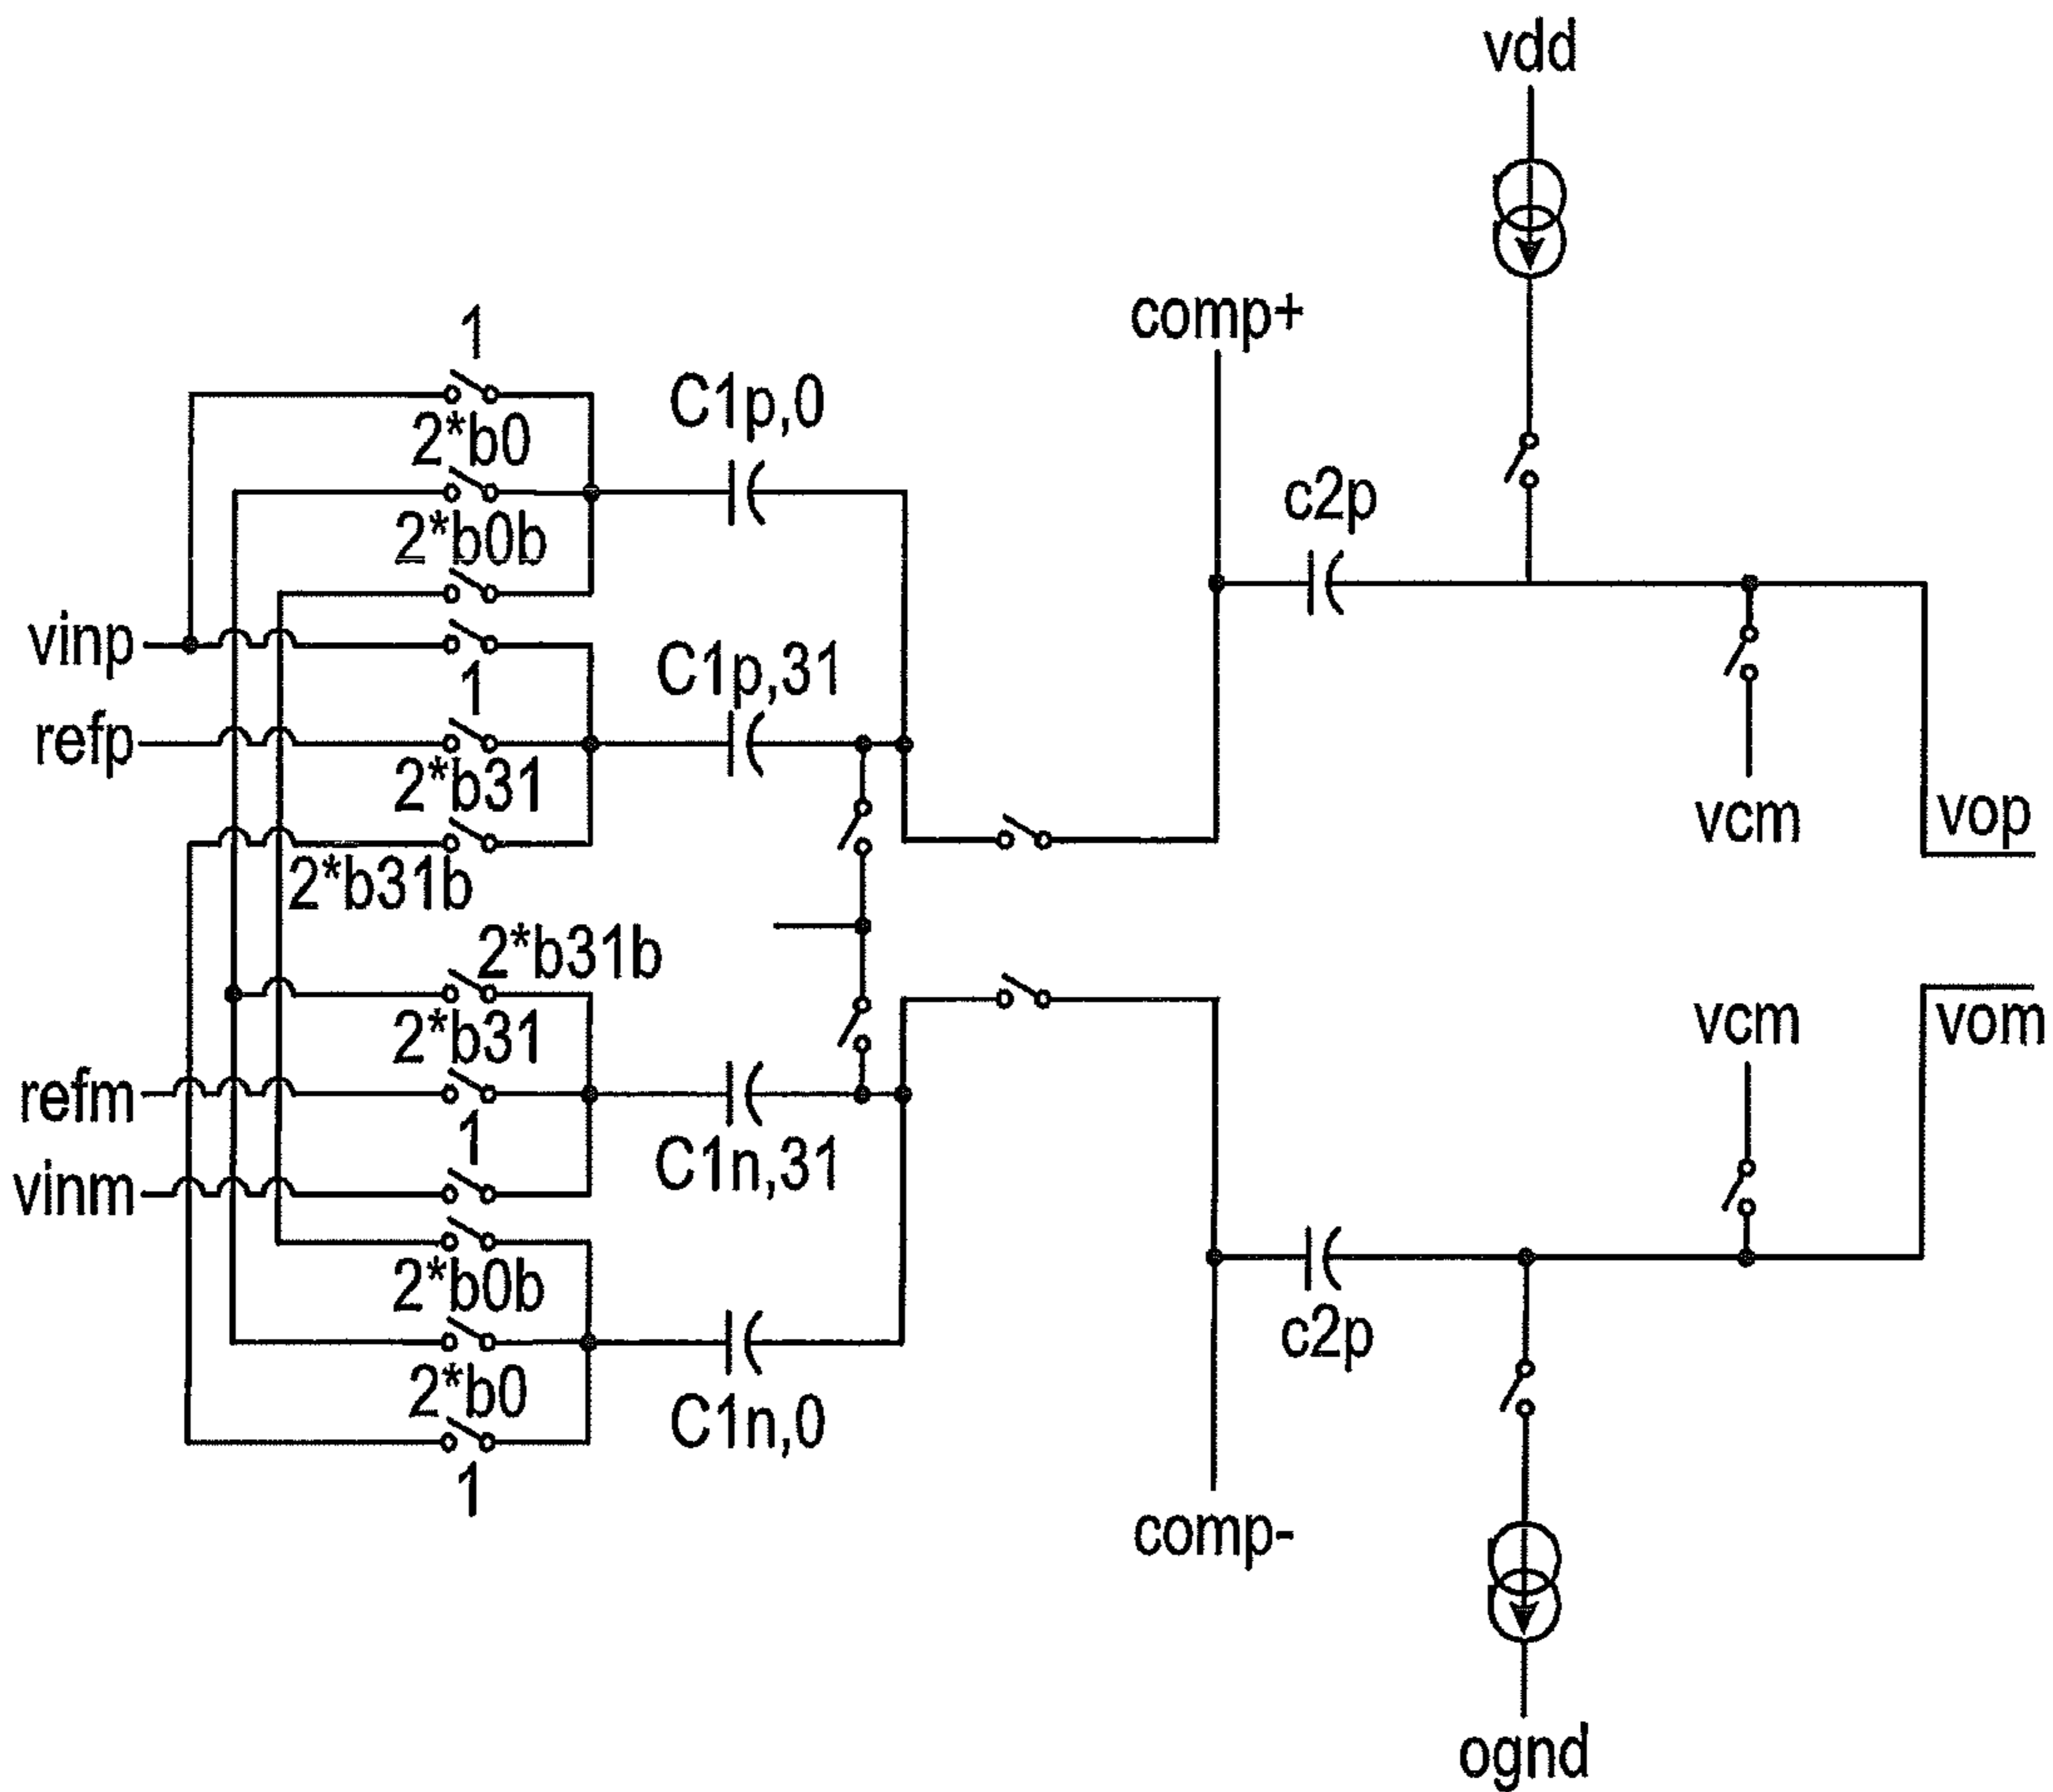 vdd
comp+
1
C1p,0
2*b0
c2p
2*b0b
vinp
C1p,31
1
refp
2*b31
vcm
vop
2*b31b
2*b31b
vcm
vom
2*b31
refm
1
C1n,31
vinm
2*b0b
c2p
2*b0
C1n,0
1
comp-
ognd